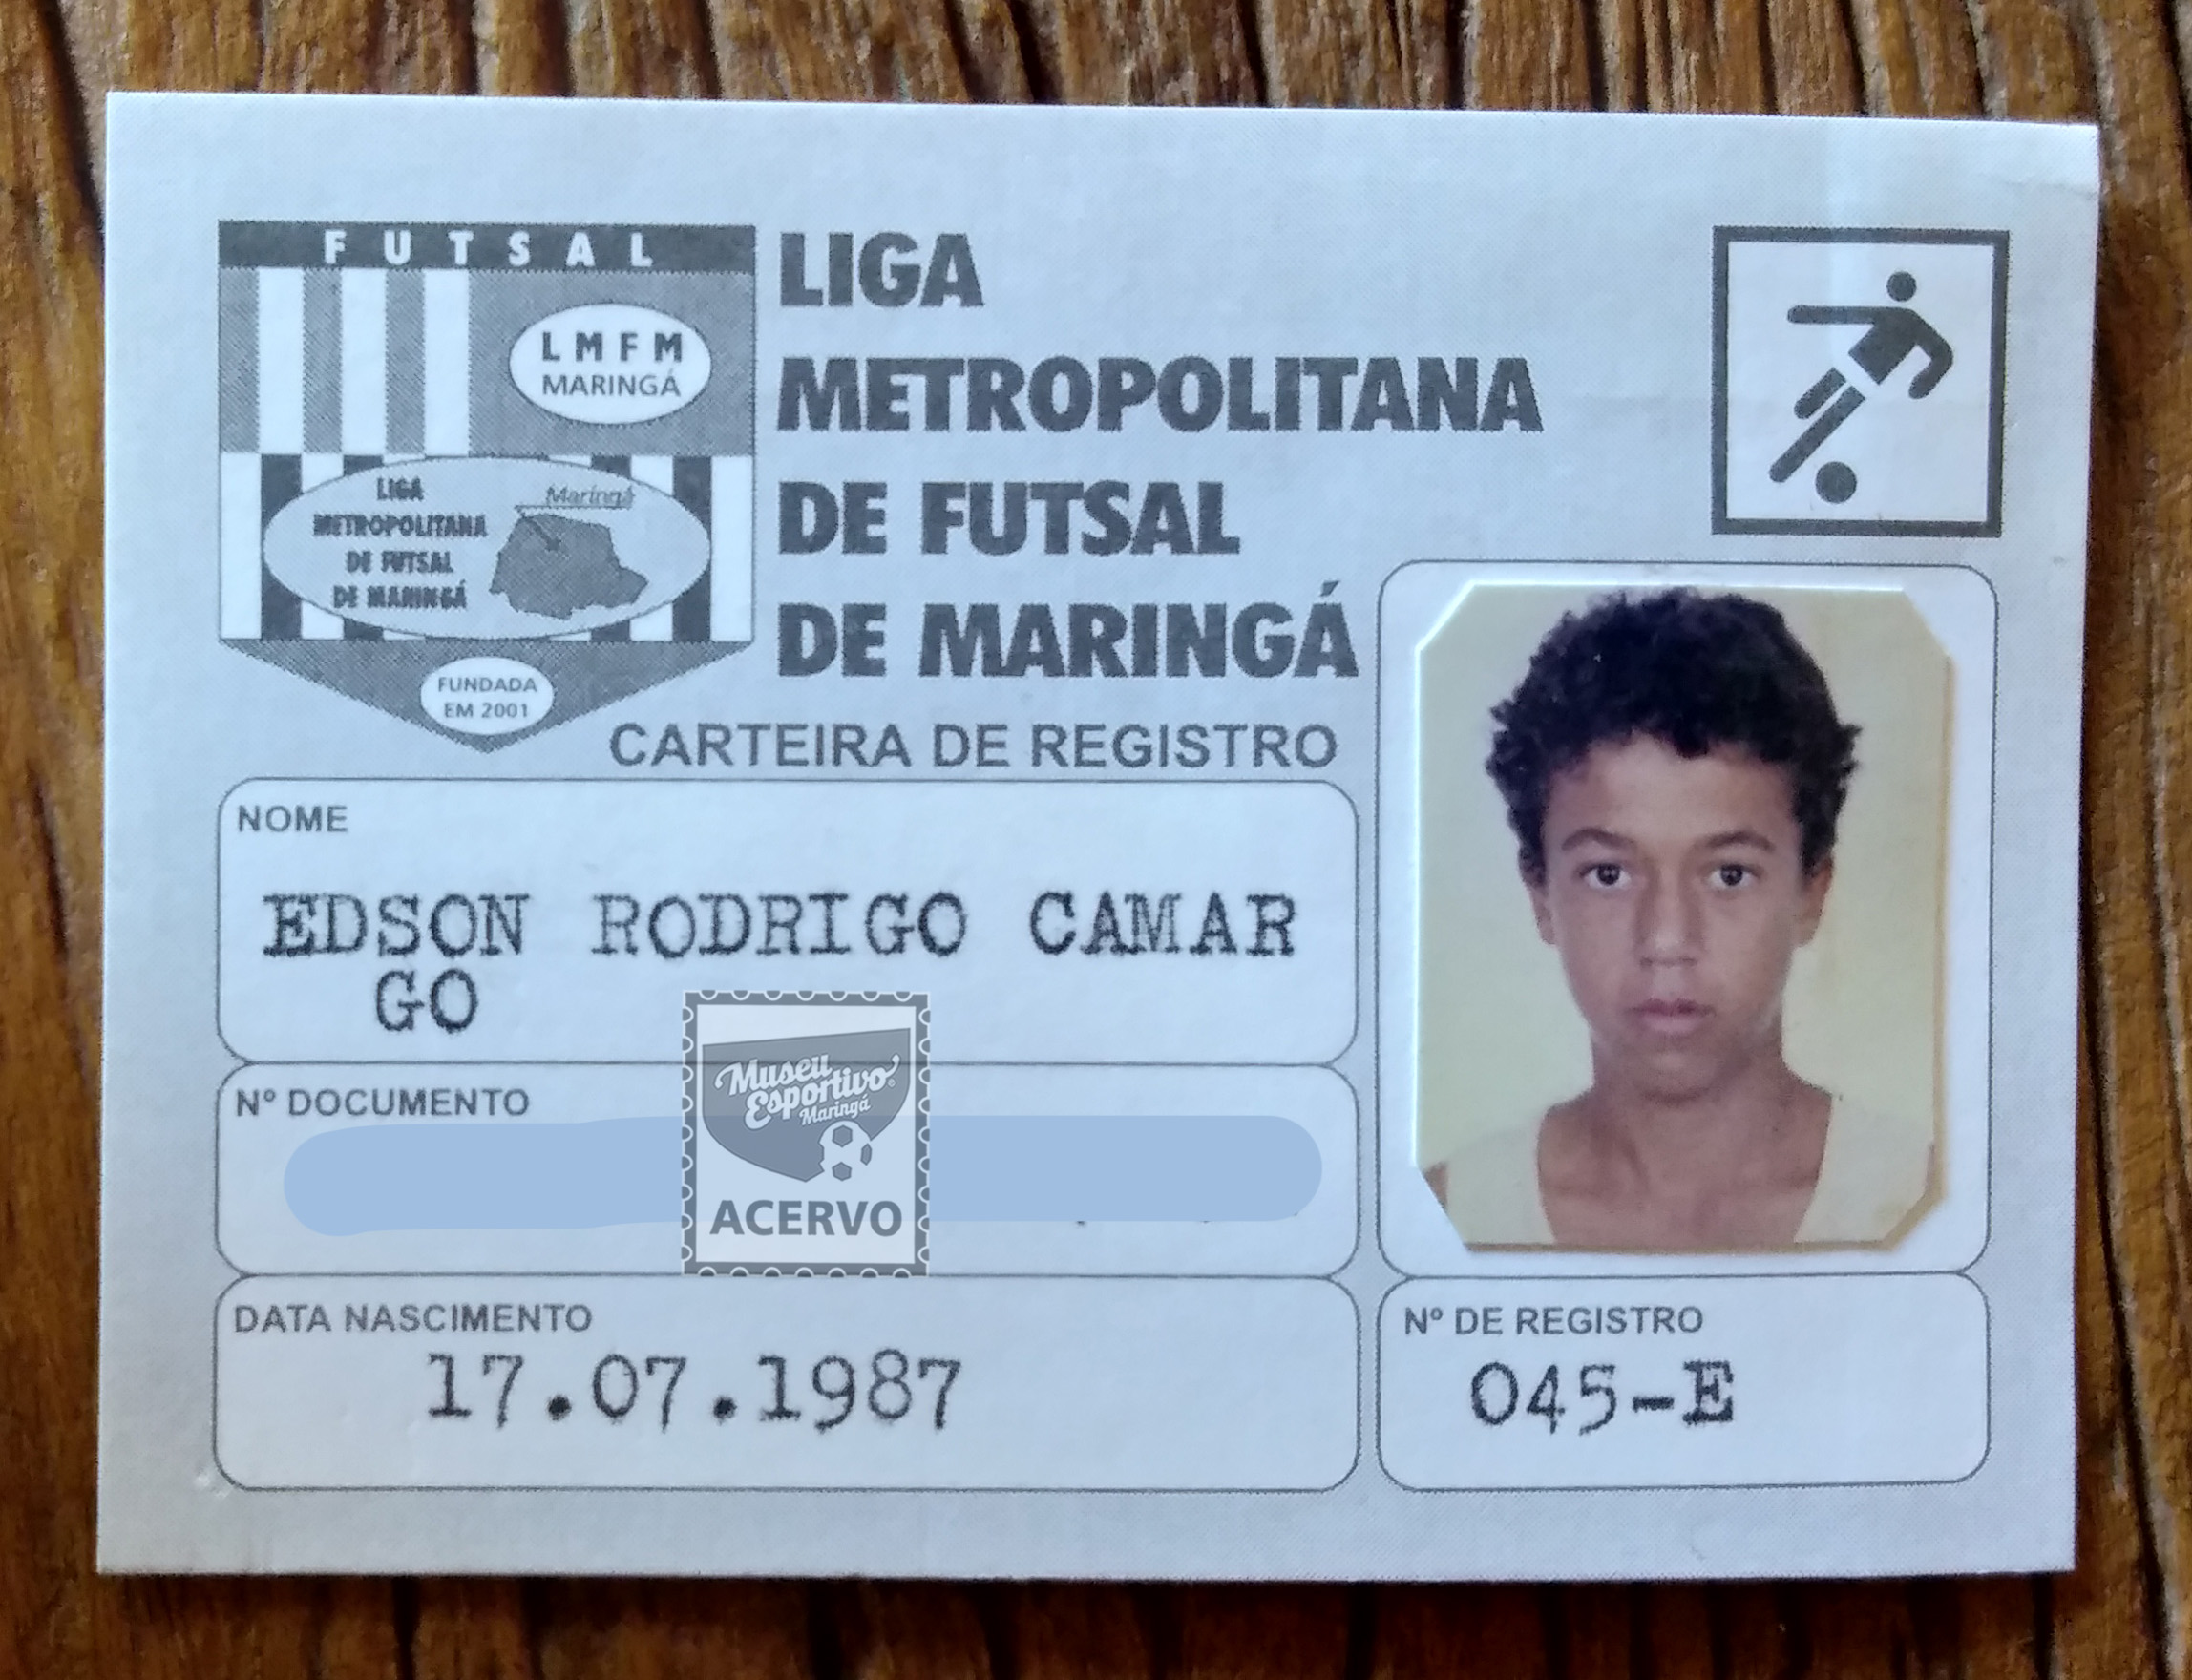 FUTSAL
LMFM
MARINGÁ
LIGA
METROPOLITANA
DE FUTSAL
DE MARINGÁ
Maringá
FUNDADA
EM 2001
LIGA
METROPOLITANA
DE FUTSAL
DE MARINGÁ
CARTEIRA DE REGISTRO
NOME
EDSON RODRIGO CAMAR
GO
Nº DOCUMENTO
Museu
Esportivo
Maringá
ACERVO
DATA NASCIMENTO
17.07.1987
Nº DE REGISTRO
045-E